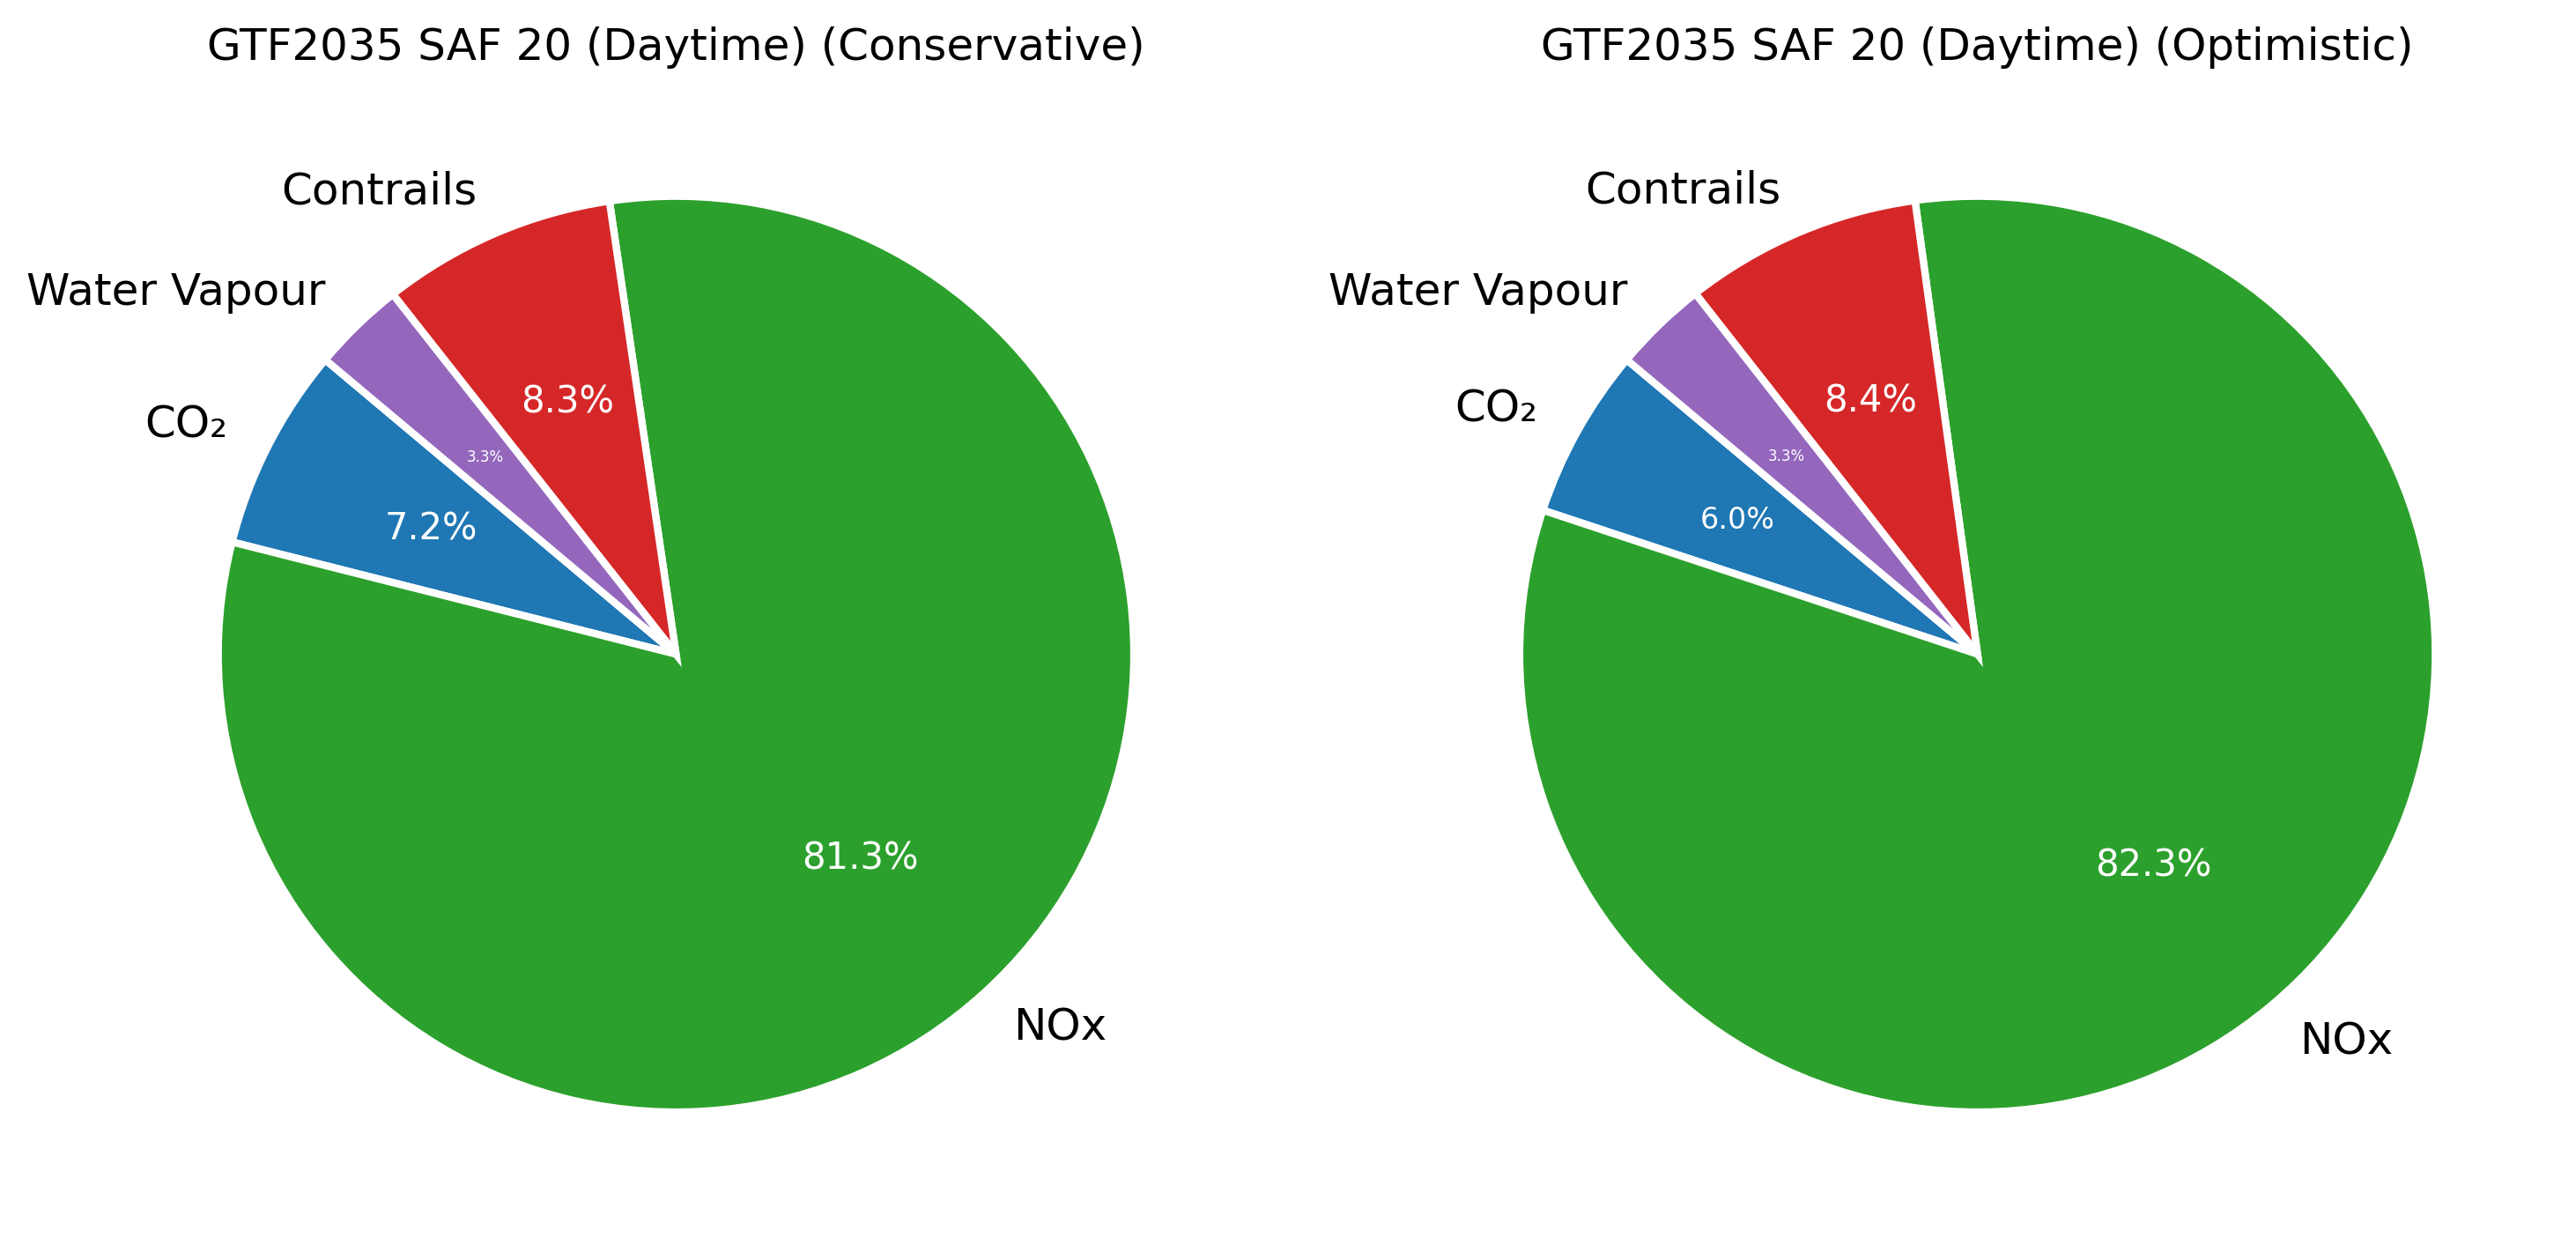 GTF2035 SAF 20 (Daytime) (Conservative)
Contrails
Water Vapour
CO₂
8.3%
3.3%
7.2%
81.3%
NOx
GTF2035 SAF 20 (Daytime) (Optimistic)
Contrails
Water Vapour
CO₂
8.4%
3.3%
6.0%
82.3%
NOx